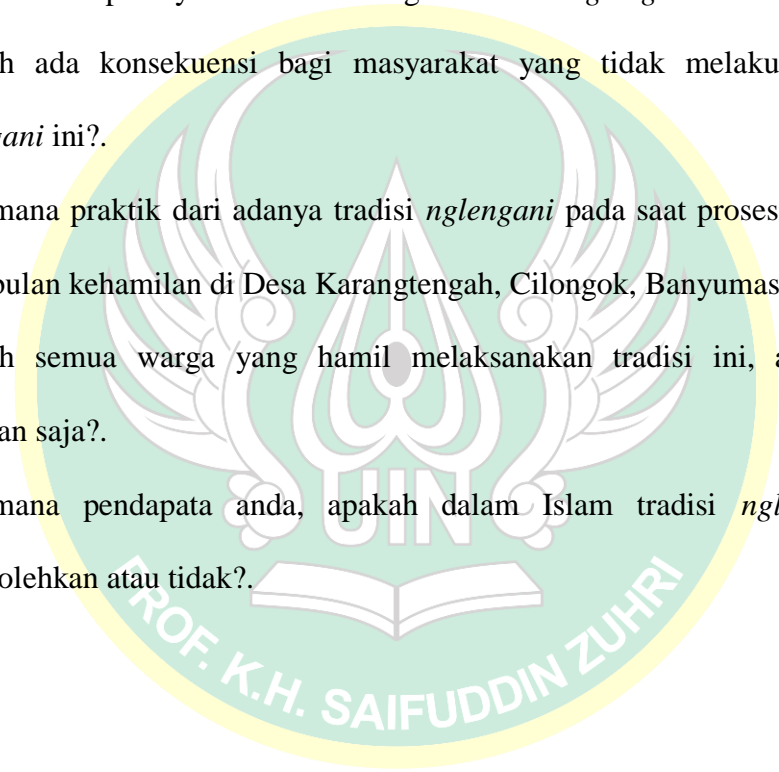 h ada konsekuensi bagi masyarakat yang tidak melaku
gani ini?.
mana praktik dari adanya tradisi nglengani pada saat proses
bulan kehamilan di Desa Karangtengah, Cilongok, Banyumas
h semua warga yang hamil melaksanakan tradisi ini, a
an saja?.
mana pendapata anda, apakah dalam Islam tradisi ngl
olehkan atau tidak?.
UIN
PROF. K.H. SAIFUDDIN ZUHRI